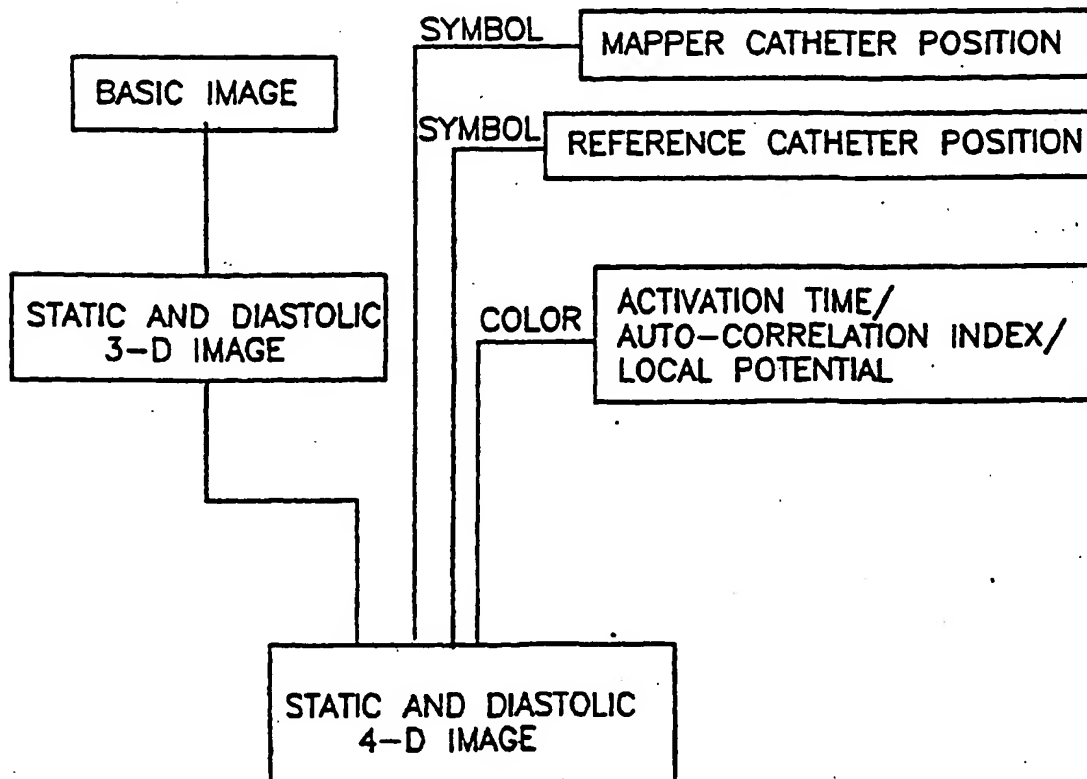 SYMBOL
MAPPER CATHETER POSITION
BASIC IMAGE
SYMBOL
REFERENCE CATHETER POSITION
STATIC AND DIASTOLIC
3-D IMAGE
COLOR
ACTIVATION TIME/
AUTO-CORRELATION INDEX/
LOCAL POTENTIAL
STATIC AND DIASTOLIC
4-D IMAGE